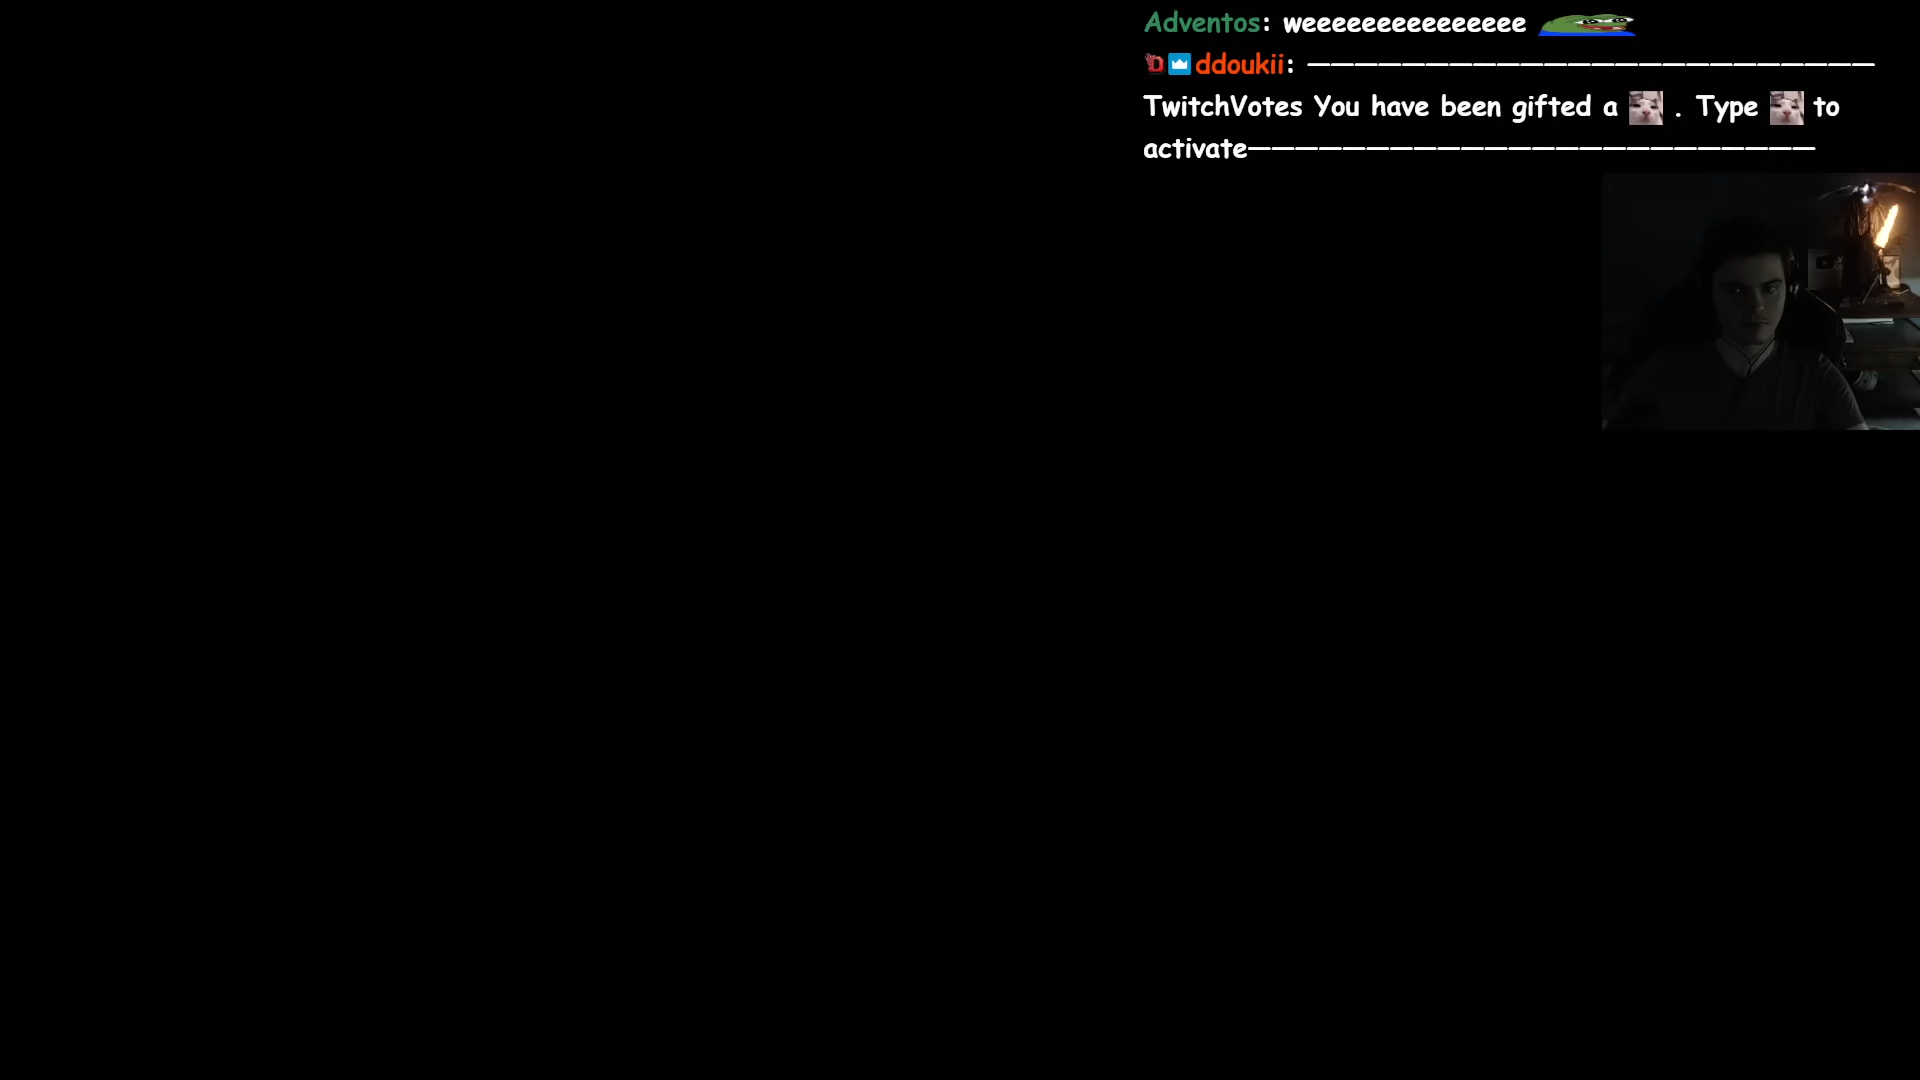 Adventos: weeeeeeeeeeeeeee
ddoukii: ————————————————————————
TwitchVotes You have been gifted a . Type to
activate————————————————————————